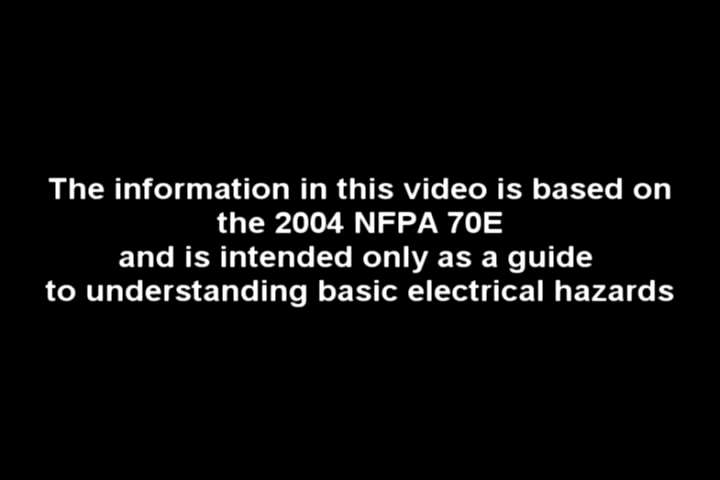 The information in this video is based on
the 2004 NFPA 70E
and is intended only as a guide
to understanding basic electrical hazards